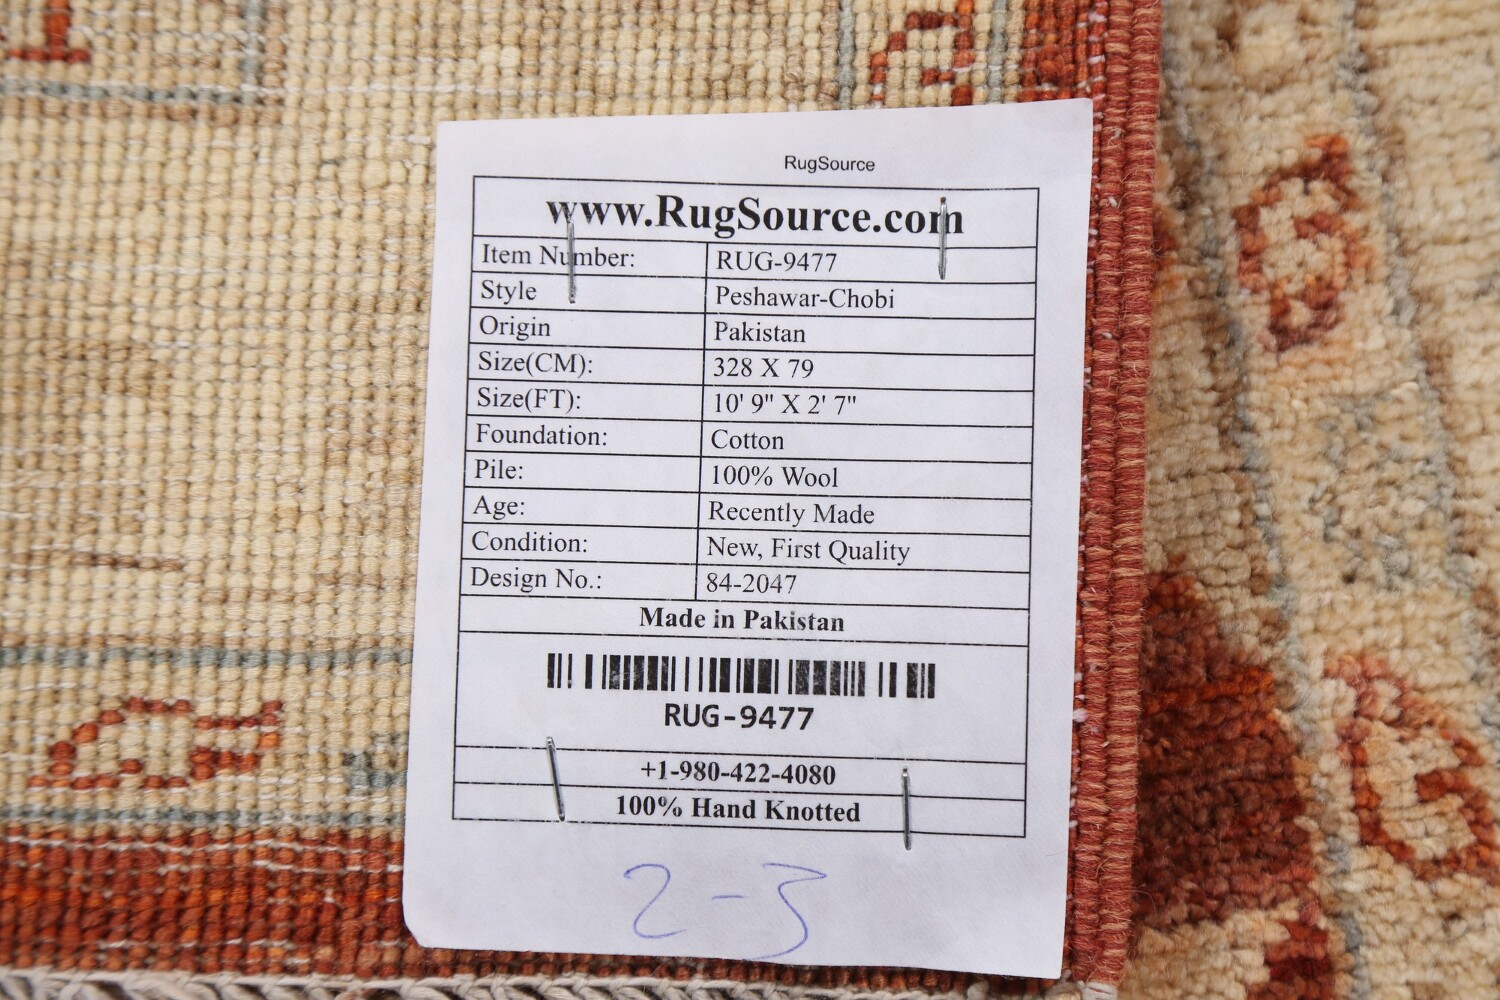 RugSource
www.RugSource.com
Item Number: RUG-9477
Style Peshawar-Chobi
Origin Pakistan
Size(CM): 328 X 79
Size(FT): 10' 9" X 2' 7"
Foundation: Cotton
Pile: 100% Wool
Age: Recently Made
Condition: New, First Quality
Design No.: 84-2047
Made in Pakistan
RUG-9477
+1-980-422-4080
100% Hand Knotted
2-3